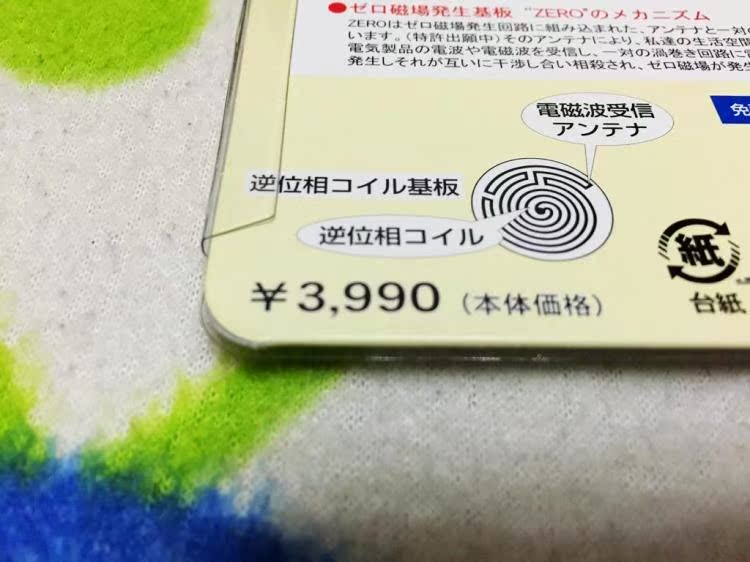 ●ゼロ磁場発生基板 "ZERO"のメカニズム
ZEROはゼロ磁場発生回路に組み込まれた、アンテナと一対の
います。(特許出願中)そのアンテナにより、私達の生活空間
電気製品の電波や電磁波を受信し、一対の渦巻き回路に
発生しそれが互いに干渉し合い相殺され、ゼロ磁場が発生
電磁波受信
アンテナ
逆位相コイル基板
逆位相コイル
¥3,990（本体価格）
紙
台紙